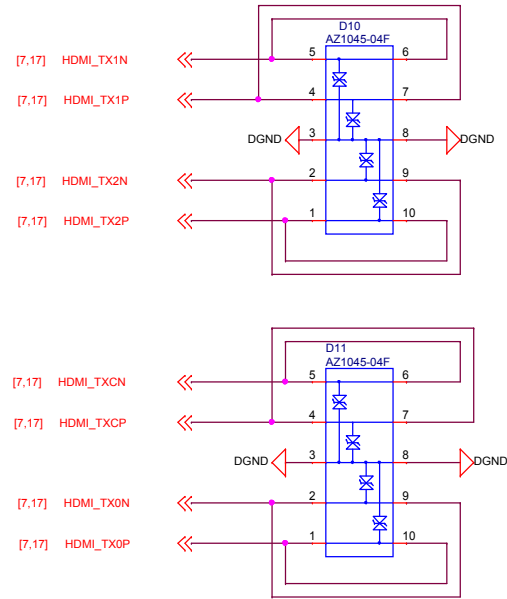 D10
AZ1045-04F
[7,17] HDMI_TX1N 5 6
[7,17] HDMI_TX1P 4 7
DGND 3 8 DGND
[7,17] HDMI_TX2N 2 9
[7,17] HDMI_TX2P 1 10
D11
AZ1045-04F
[7,17] HDMI_TXCN 5 6
[7,17] HDMI_TXCP 4 7
DGND 3 8 DGND
[7,17] HDMI_TX0N 2 9
[7,17] HDMI_TX0P 1 10